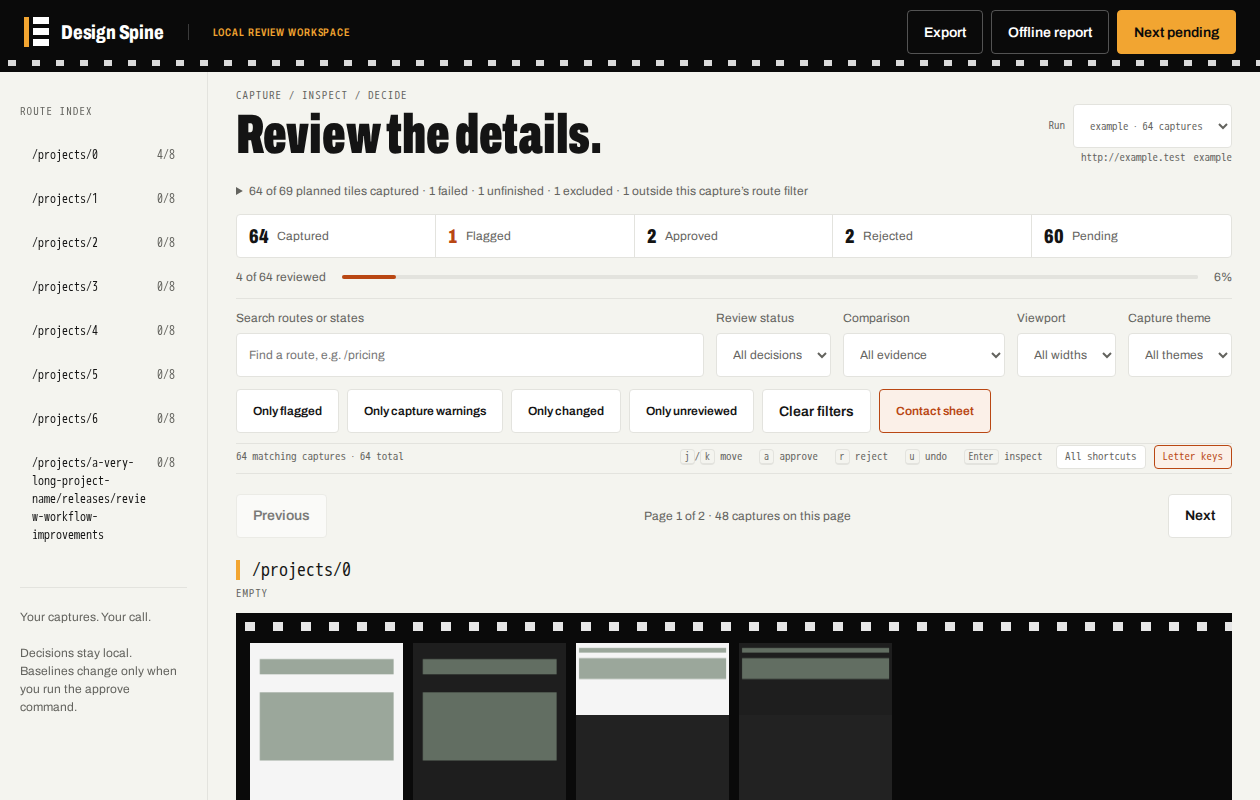 Design Spine
LOCAL REVIEW WORKSPACE
Export
Offline report
Next pending
ROUTE INDEX
/projects/0 4/8
/projects/1 0/8
/projects/2 0/8
/projects/3 0/8
/projects/4 0/8
/projects/5 0/8
/projects/6 0/8
/projects/a-very- 0/8
long-project-
name/releases/revie
w-workflow-
improvements
Your captures. Your call.
Decisions stay local.
Baselines change only when
you run the approve
command.
CAPTURE / INSPECT / DECIDE
Review the details.
Run
example · 64 captures
http://example.test example
64 of 69 planned tiles captured · 1 failed · 1 unfinished · 1 excluded · 1 outside this capture's route filter
64 Captured
1 Flagged
2 Approved
2 Rejected
60 Pending
4 of 64 reviewed
6%
Search routes or states
Find a route, e.g. /pricing
Review status
All decisions
Comparison
All evidence
Viewport
All widths
Capture theme
All themes
Only flagged
Only capture warnings
Only changed
Only unreviewed
Clear filters
Contact sheet
64 matching captures · 64 total
j / k move
a approve
r reject
u undo
Enter inspect
All shortcuts
Letter keys
Previous
Page 1 of 2 · 48 captures on this page
Next
/projects/0
EMPTY